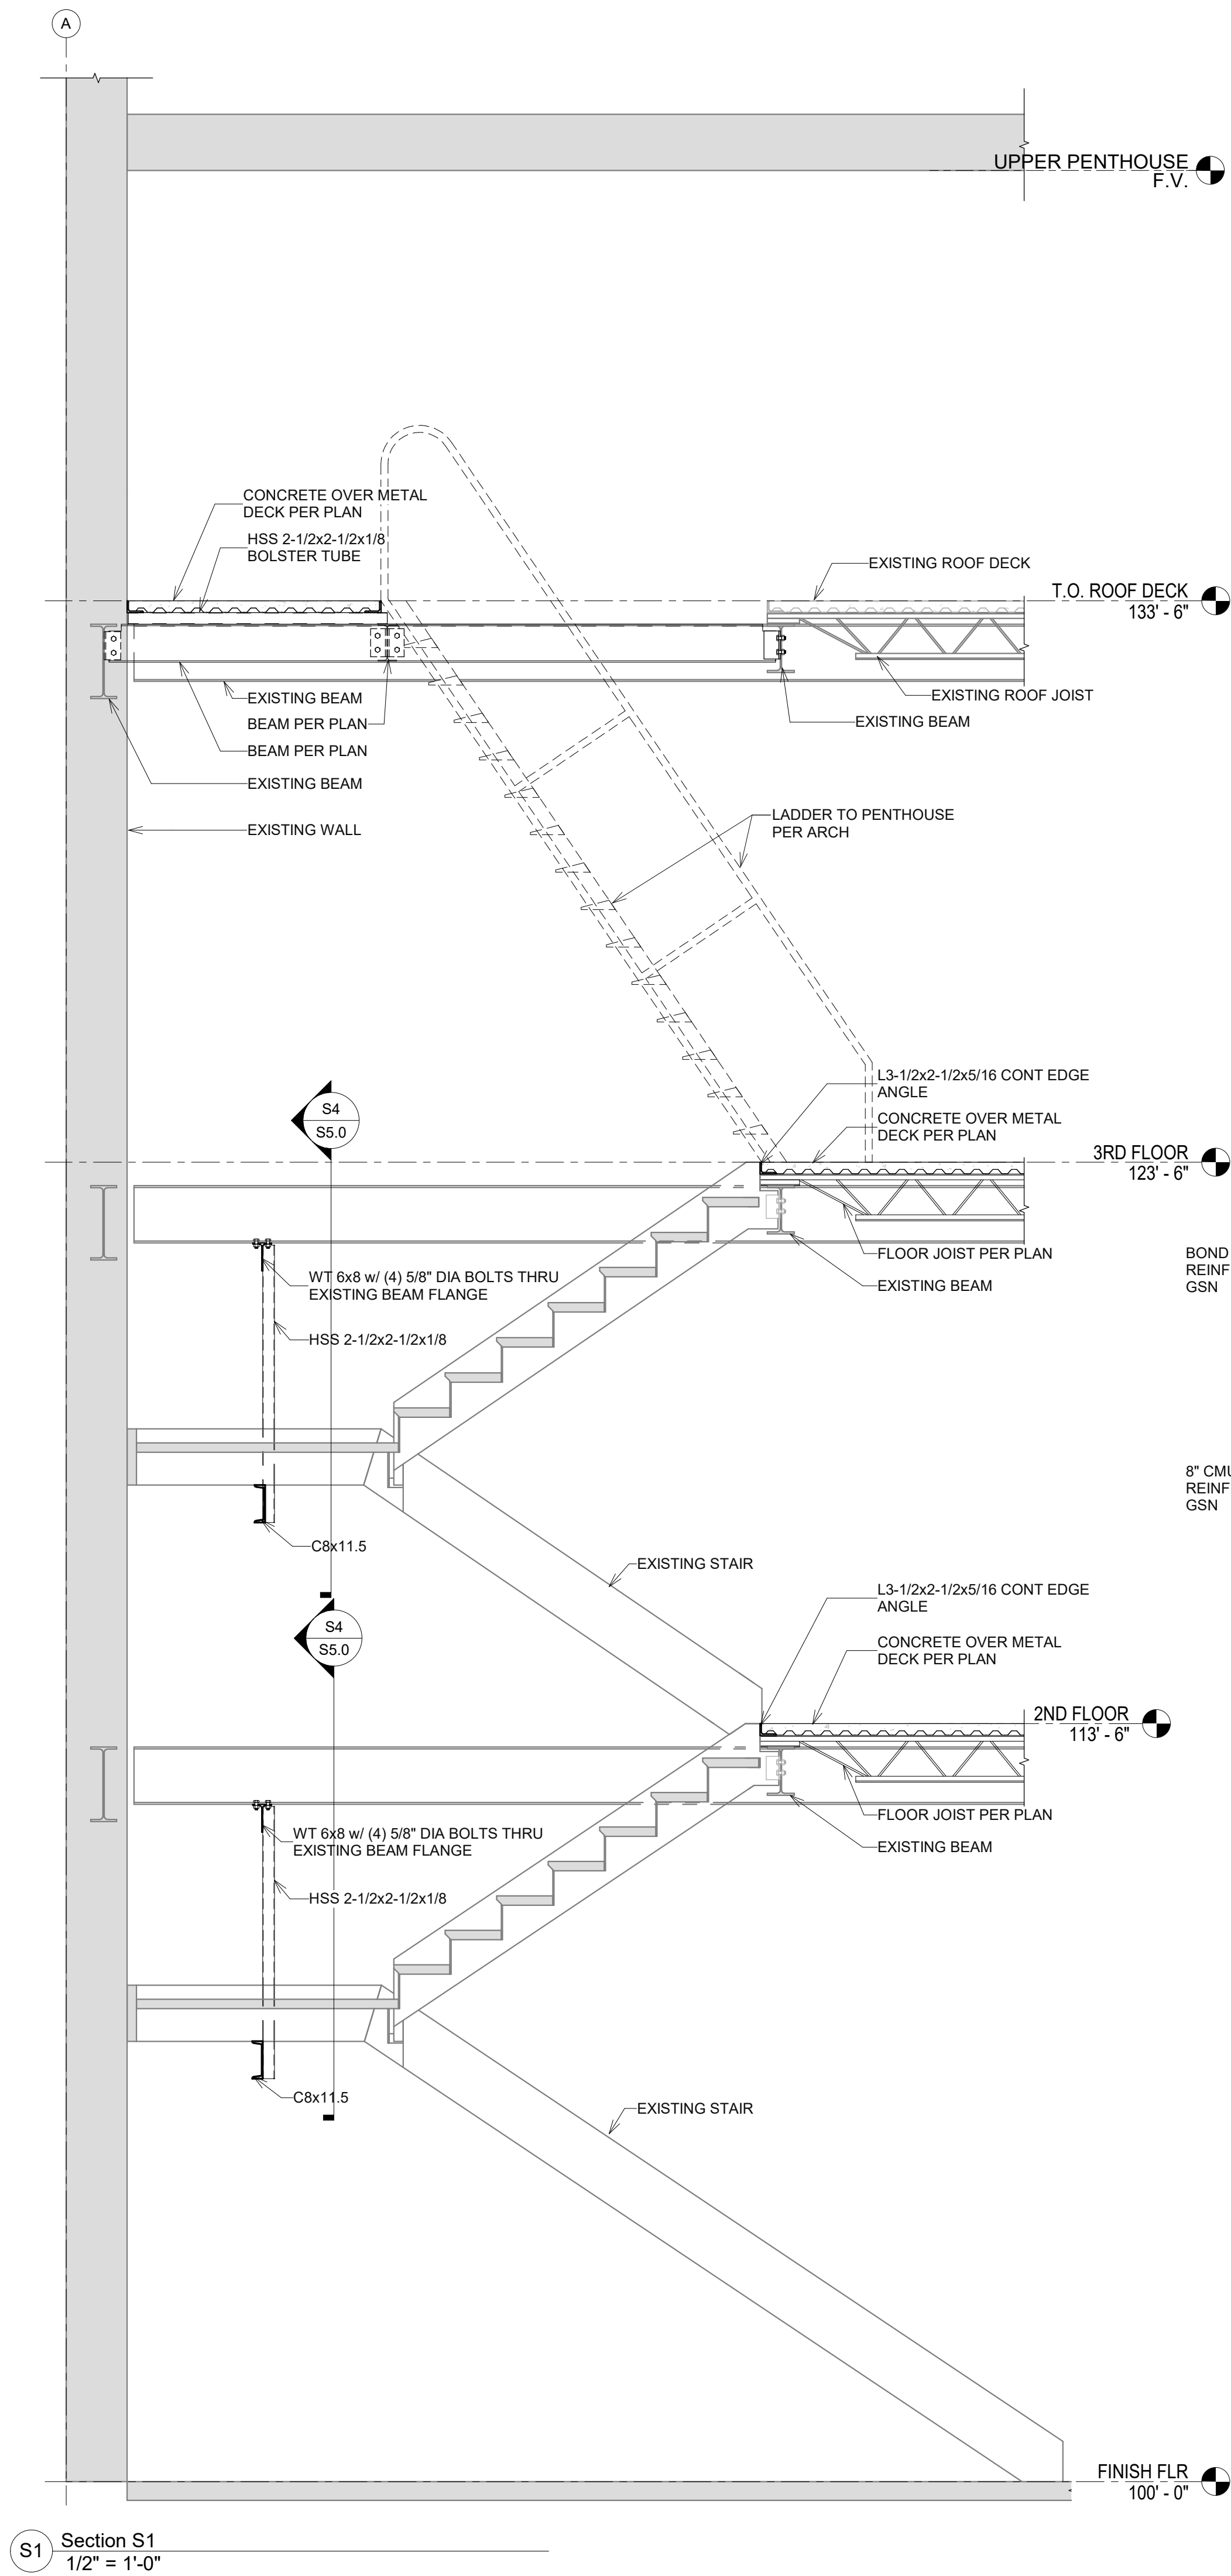 A
UPPER PENTHOUSE
F.V.
CONCRETE OVER METAL
DECK PER PLAN
HSS 2-1/2x2-1/2x1/8
BOLSTER TUBE
EXISTING ROOF DECK
T.O. ROOF DECK
133' - 6"
EXISTING BEAM
BEAM PER PLAN
BEAM PER PLAN
EXISTING BEAM
EXISTING WALL
EXISTING ROOF JOIST
EXISTING BEAM
LADDER TO PENTHOUSE
PER ARCH
L3-1/2x2-1/2x5/16 CONT EDGE
ANGLE
CONCRETE OVER METAL
DECK PER PLAN
S4
S5.0
3RD FLOOR
123' - 6"
FLOOR JOIST PER PLAN
EXISTING BEAM
BOND
REINF
GSN
WT 6x8 w/ (4) 5/8" DIA BOLTS THRU
EXISTING BEAM FLANGE
HSS 2-1/2x2-1/2x1/8
8" CMU
REINF
GSN
C8x11.5
EXISTING STAIR
L3-1/2x2-1/2x5/16 CONT EDGE
ANGLE
S4
S5.0
CONCRETE OVER METAL
DECK PER PLAN
2ND FLOOR
113' - 6"
FLOOR JOIST PER PLAN
EXISTING BEAM
WT 6x8 w/ (4) 5/8" DIA BOLTS THRU
EXISTING BEAM FLANGE
HSS 2-1/2x2-1/2x1/8
C8x11.5
EXISTING STAIR
FINISH FLR
100' - 0"
S1
Section S1
1/2" = 1'-0"